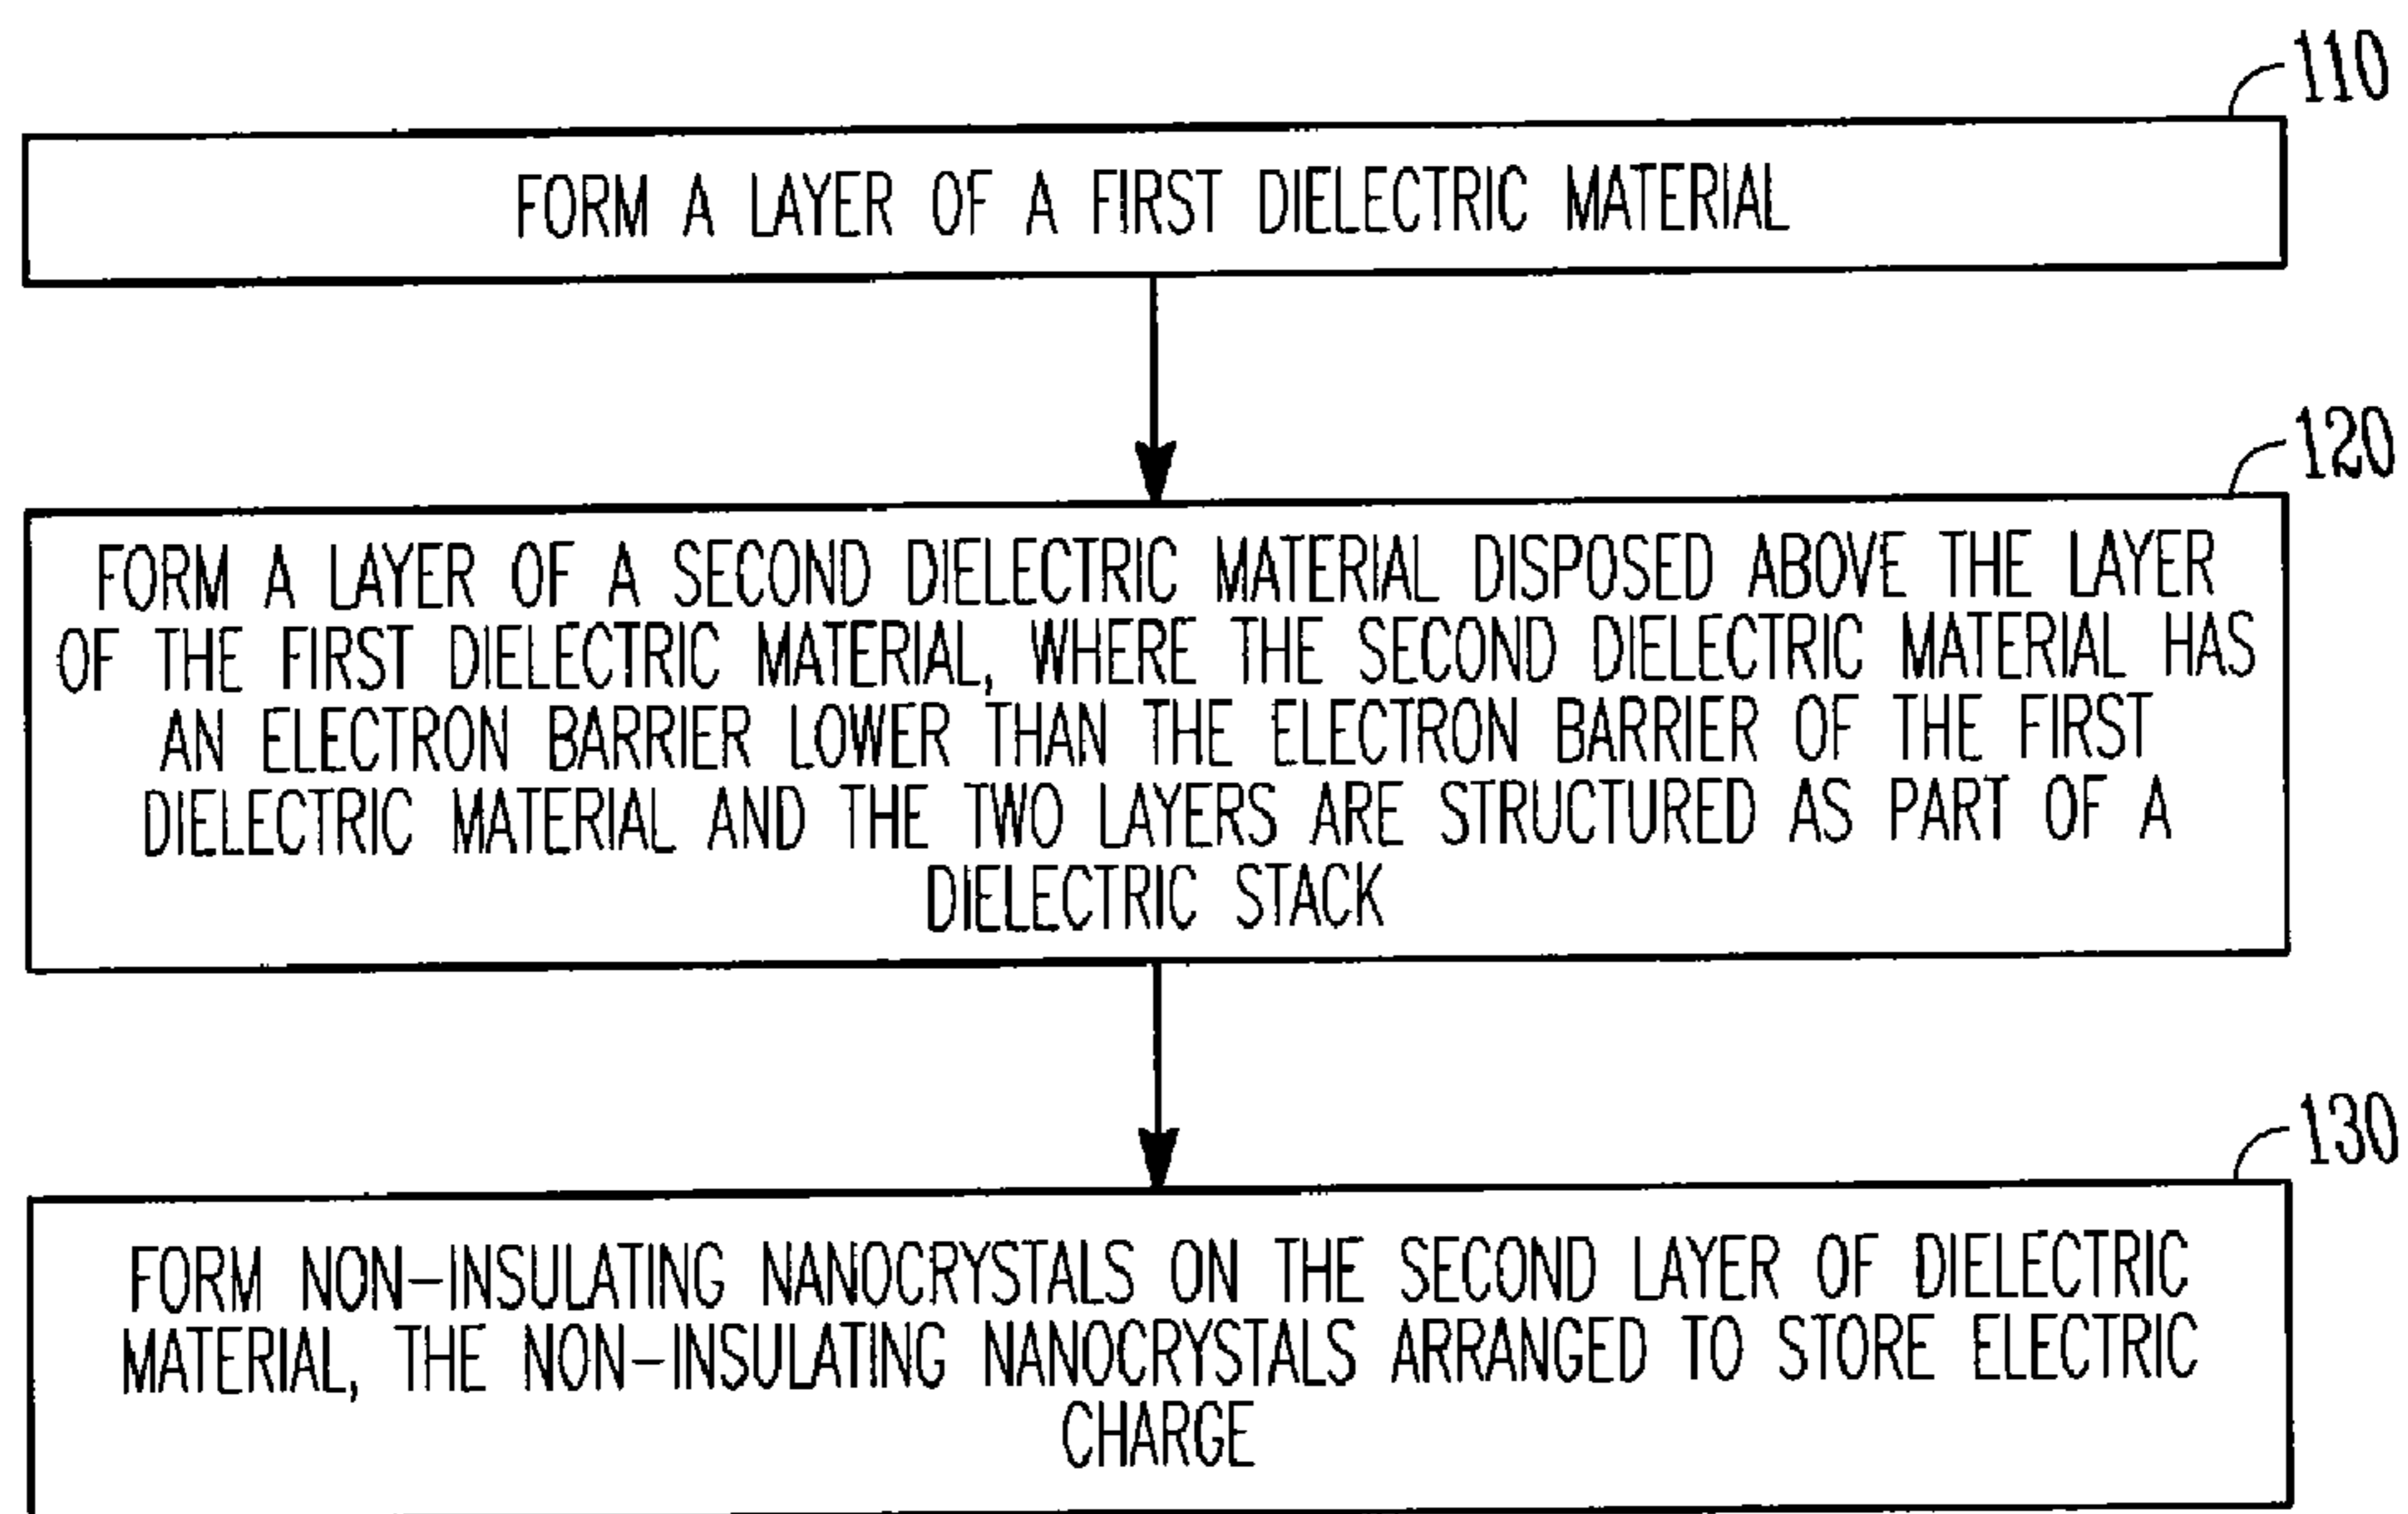 110
FORM A LAYER OF A FIRST DIELECTRIC MATERIAL
120
FORM A LAYER OF A SECOND DIELECTRIC MATERIAL DISPOSED ABOVE THE LAYER
OF THE FIRST DIELECTRIC MATERIAL, WHERE THE SECOND DIELECTRIC MATERIAL HAS
AN ELECTRON BARRIER LOWER THAN THE ELECTRON BARRIER OF THE FIRST
DIELECTRIC MATERIAL AND THE TWO LAYERS ARE STRUCTURED AS PART OF A
DIELECTRIC STACK
130
FORM NON-INSULATING NANOCRYSTALS ON THE SECOND LAYER OF DIELECTRIC
MATERIAL, THE NON-INSULATING NANOCRYSTALS ARRANGED TO STORE ELECTRIC
CHARGE